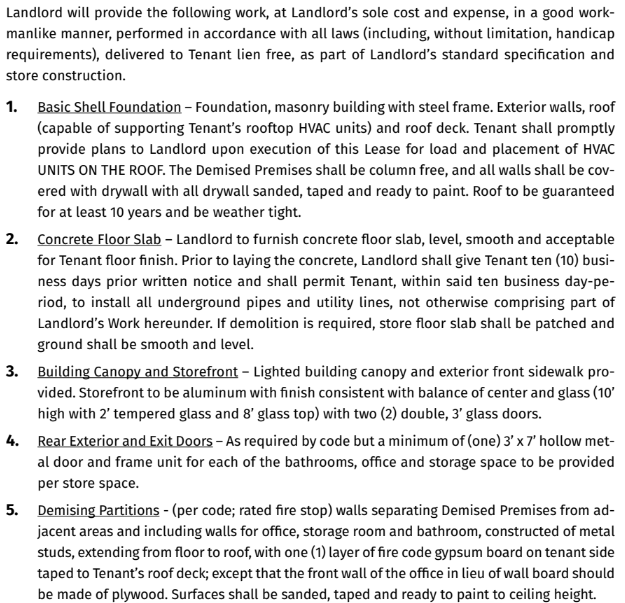 Landlord will provide the following work, at Landlord's sole cost and expense, in a good work-
manlike manner, performed in accordance with all laws (including, without limitation, handicap
requirements), delivered to Tenant lien free, as part of Landlord's standard specification and
store construction.
1. Basic Shell Foundation – Foundation, masonry building with steel frame. Exterior walls, roof
(capable of supporting Tenant's rooftop HVAC units) and roof deck. Tenant shall promptly
provide plans to Landlord upon execution of this Lease for load and placement of HVAC
UNITS ON THE ROOF. The Demised Premises shall be column free, and all walls shall be cov-
ered with drywall with all drywall sanded, taped and ready to paint. Roof to be guaranteed
for at least 10 years and be weather tight.
2. Concrete Floor Slab – Landlord to furnish concrete floor slab, level, smooth and acceptable
for Tenant floor finish. Prior to laying the concrete, Landlord shall give Tenant ten (10) busi-
ness days prior written notice and shall permit Tenant, within said ten business day-pe-
riod, to install all underground pipes and utility lines, not otherwise comprising part of
Landlord's Work hereunder. If demolition is required, store floor slab shall be patched and
ground shall be smooth and level.
3. Building Canopy and Storefront – Lighted building canopy and exterior front sidewalk pro-
vided. Storefront to be aluminum with finish consistent with balance of center and glass (10'
high with 2' tempered glass and 8' glass top) with two (2) double, 3' glass doors.
4. Rear Exterior and Exit Doors – As required by code but a minimum of (one) 3' x 7' hollow met-
al door and frame unit for each of the bathrooms, office and storage space to be provided
per store space.
5. Demising Partitions - (per code; rated fire stop) walls separating Demised Premises from ad-
jacent areas and including walls for office, storage room and bathroom, constructed of metal
studs, extending from floor to roof, with one (1) layer of fire code gypsum board on tenant side
taped to Tenant's roof deck; except that the front wall of the office in lieu of wall board should
be made of plywood. Surfaces shall be sanded, taped and ready to paint to ceiling height.